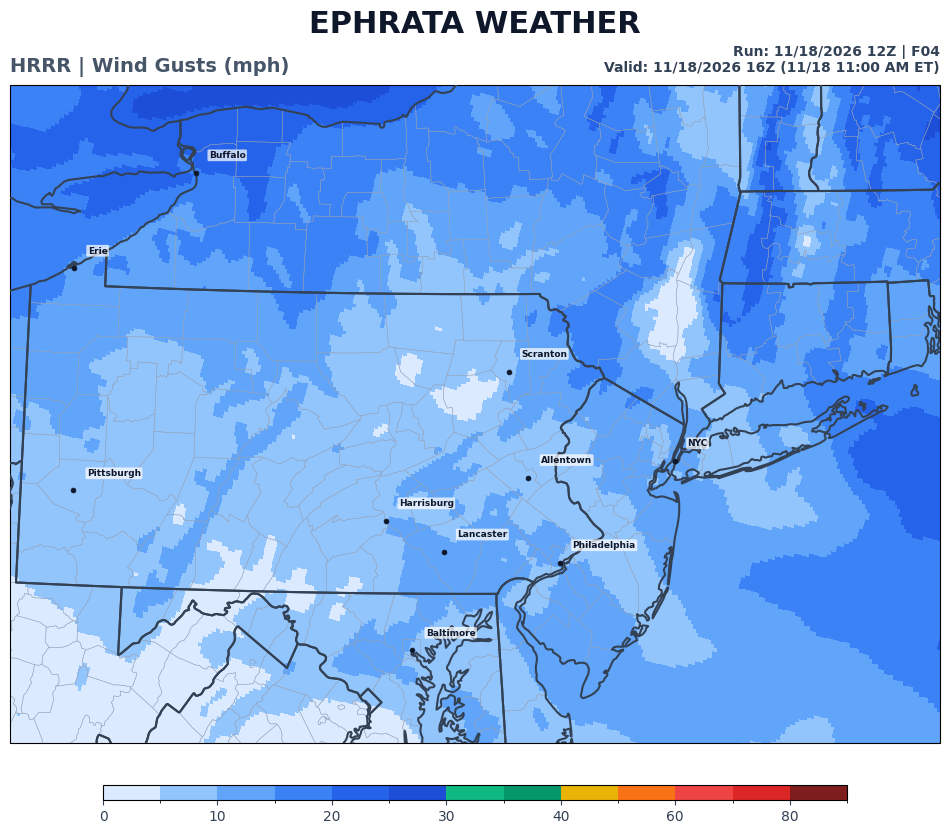 EPHRATA WEATHER
HRRR | Wind Gusts (mph)
Run: 11/18/2026 12Z | F04
Valid: 11/18/2026 16Z (11/18 11:00 AM ET)
Buffalo
Erie
Scranton
NYC
Allentown
Pittsburgh
Harrisburg
Lancaster
Philadelphia
Baltimore
0 10 20 30 40 50 60 70 80